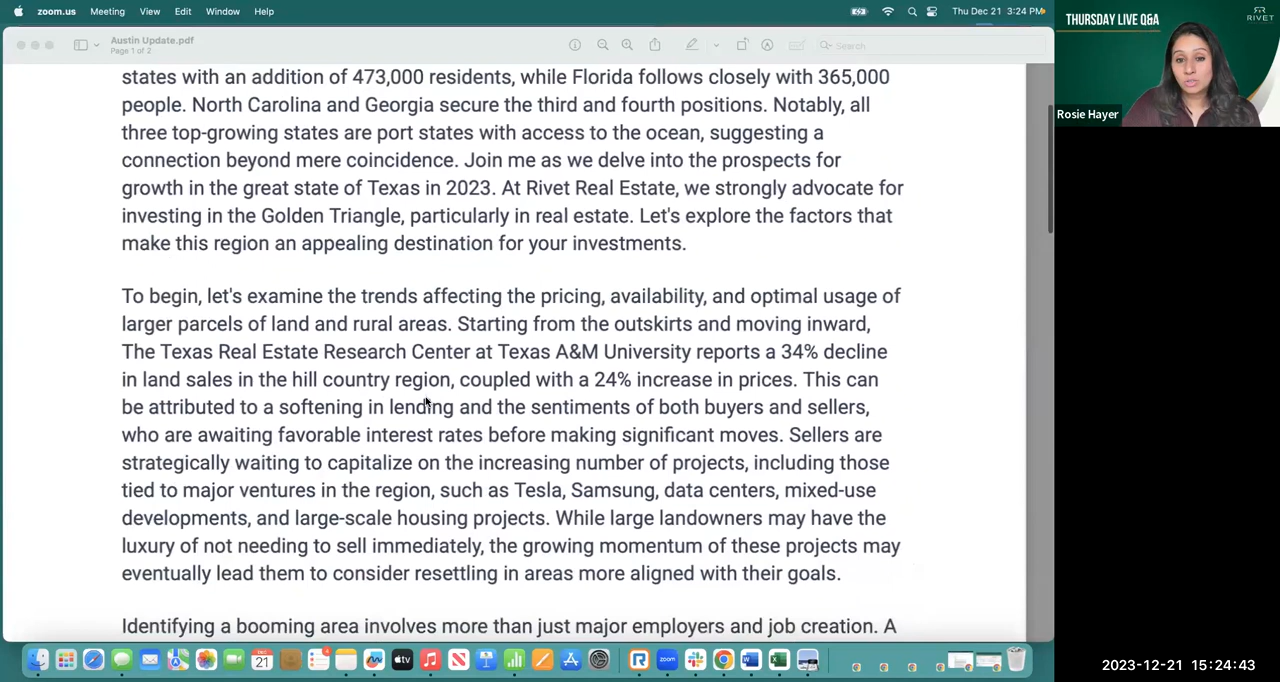 zoom.us Meeting View Edit Window Help Thu Dec 21 3:24 PM
Austin Update.pdf
Page 1 of 2
Search
states with an addition of 473,000 residents, while Florida follows closely with 365,000
people. North Carolina and Georgia secure the third and fourth positions. Notably, all
three top-growing states are port states with access to the ocean, suggesting a
connection beyond mere coincidence. Join me as we delve into the prospects for
growth in the great state of Texas in 2023. At Rivet Real Estate, we strongly advocate for
investing in the Golden Triangle, particularly in real estate. Let's explore the factors that
make this region an appealing destination for your investments.
To begin, let's examine the trends affecting the pricing, availability, and optimal usage of
larger parcels of land and rural areas. Starting from the outskirts and moving inward,
The Texas Real Estate Research Center at Texas A&M University reports a 34% decline
in land sales in the hill country region, coupled with a 24% increase in prices. This can
be attributed to a softening in lending and the sentiments of both buyers and sellers,
who are awaiting favorable interest rates before making significant moves. Sellers are
strategically waiting to capitalize on the increasing number of projects, including those
tied to major ventures in the region, such as Tesla, Samsung, data centers, mixed-use
developments, and large-scale housing projects. While large landowners may have the
luxury of not needing to sell immediately, the growing momentum of these projects may
eventually lead them to consider resettling in areas more aligned with their goals.
Identifying a booming area involves more than just major employers and job creation. A
THURSDAY LIVE Q&A
RIVET
Rosie Hayer
DEC
21
4
tv
zoom
2023-12-21 15:24:43